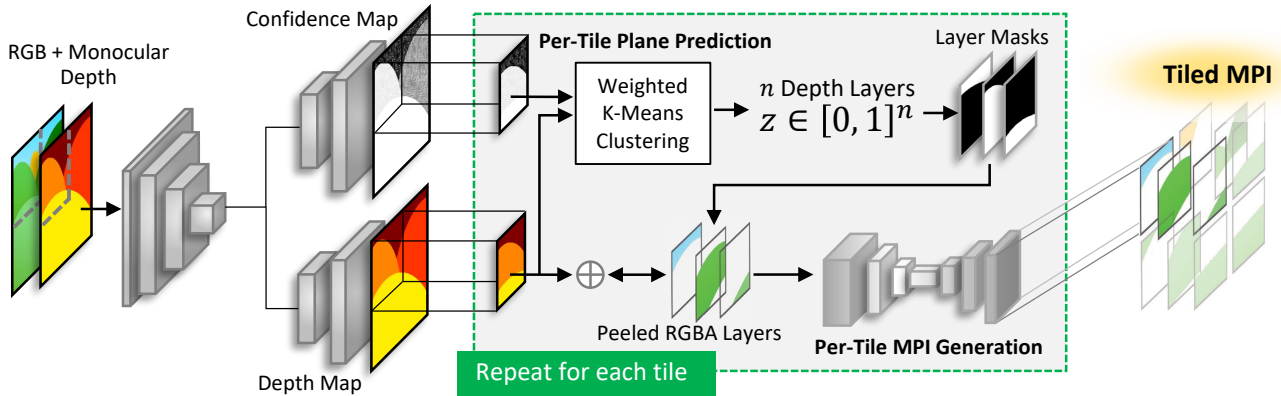 Confidence Map
RGB + Monocular
Depth
Per-Tile Plane Prediction
Layer Masks
Weighted
K-Means
Clustering
n Depth Layers
z ∈ [0, 1]ⁿ
Tiled MPI
Peeled RGBA Layers
Per-Tile MPI Generation
Depth Map
Repeat for each tile